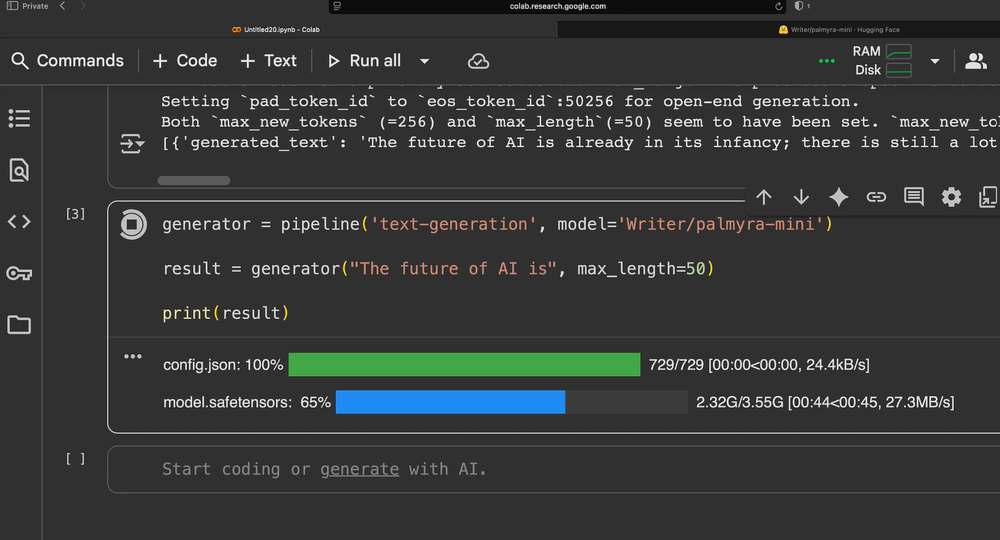 Private
colab.research.google.com
1
Untitled20.ipynb - Colab
Writer/palmyra-mini · Hugging Face
Commands + Code + Text Run all
RAM
Disk
Setting `pad_token_id` to `eos_token_id`:50256 for open-end generation.
Both `max_new_tokens` (=256) and `max_length`(=50) seem to have been set. `max_new_to
[{'generated_text': 'The future of AI is already in its infancy; there is still a lot
[3]
generator = pipeline('text-generation', model='Writer/palmyra-mini')
result = generator("The future of AI is", max_length=50)
print(result)
config.json: 100% 729/729 [00:00<00:00, 24.4kB/s]
model.safetensors: 65% 2.32G/3.55G [00:44<00:45, 27.3MB/s]
[ ]
Start coding or generate with AI.